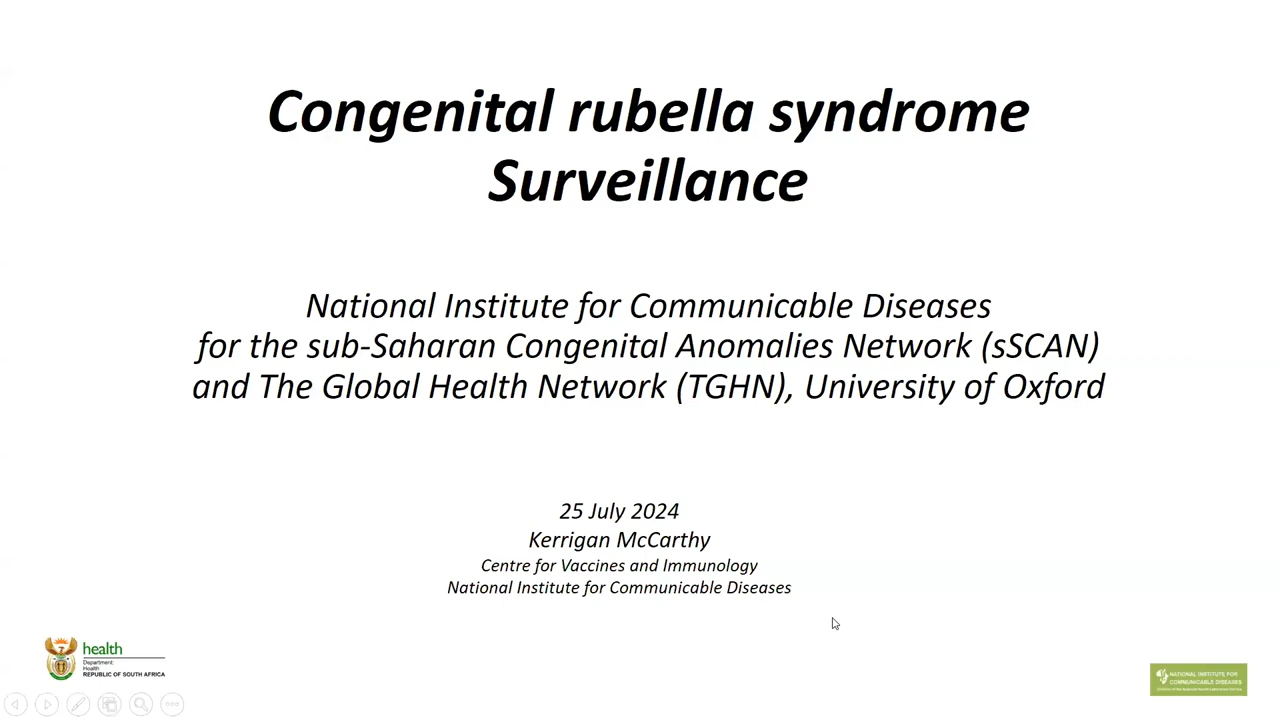 Congenital rubella syndrome
Surveillance
National Institute for Communicable Diseases
for the sub-Saharan Congenital Anomalies Network (sSCAN)
and The Global Health Network (TGHN), University of Oxford
25 July 2024
Kerrigan McCarthy
Centre for Vaccines and Immunology
National Institute for Communicable Diseases
health
Department:
Health
REPUBLIC OF SOUTH AFRICA
NATIONAL INSTITUTE FOR
COMMUNICABLE DISEASES